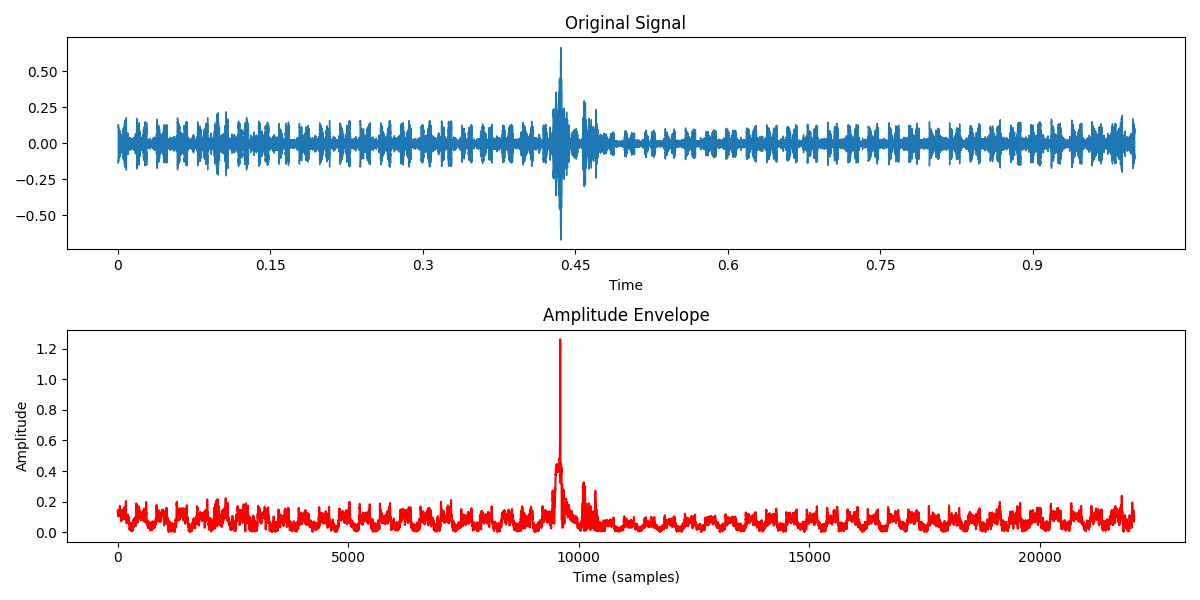 Original Signal
0.50
0.25
0.00
−0.25
−0.50
0 0.15 0.3 0.45 0.6 0.75 0.9
Time
Amplitude Envelope
Amplitude
1.2
1.0
0.8
0.6
0.4
0.2
0.0
0 5000 10000 15000 20000
Time (samples)